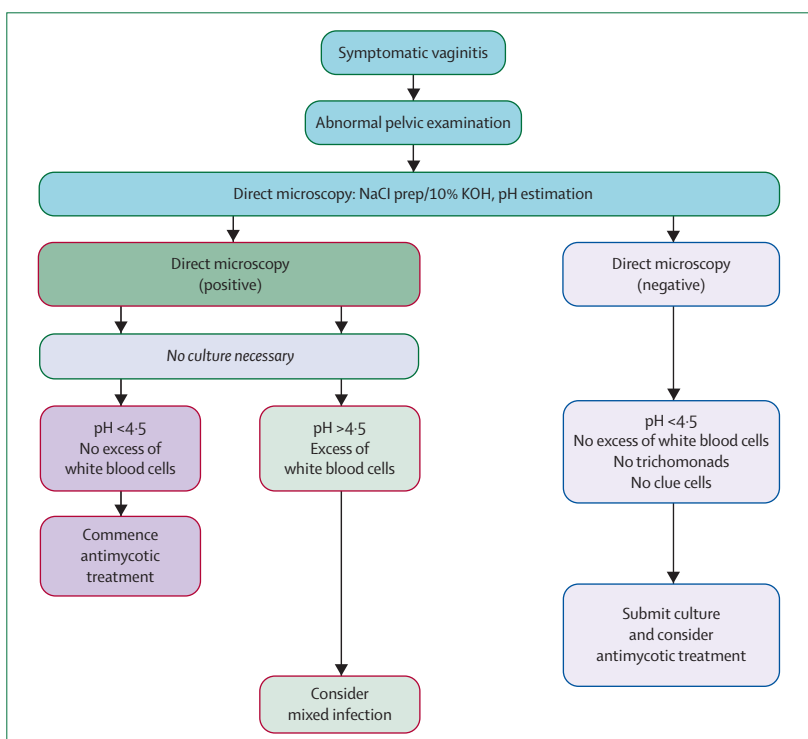 Symptomatic vaginitis
Abnormal pelvic examination
Direct microscopy: NaCl prep/10% KOH, pH estimation
Direct microscopy
(positive)
Direct microscopy
(negative)
No culture necessary
pH <4·5
No excess of
white blood cells
pH >4·5
Excess of
white blood cells
pH <4·5
No excess of white blood cells
No trichomonads
No clue cells
Commence
antimycotic
treatment
Submit culture
and consider
antimycotic treatment
Consider
mixed infection